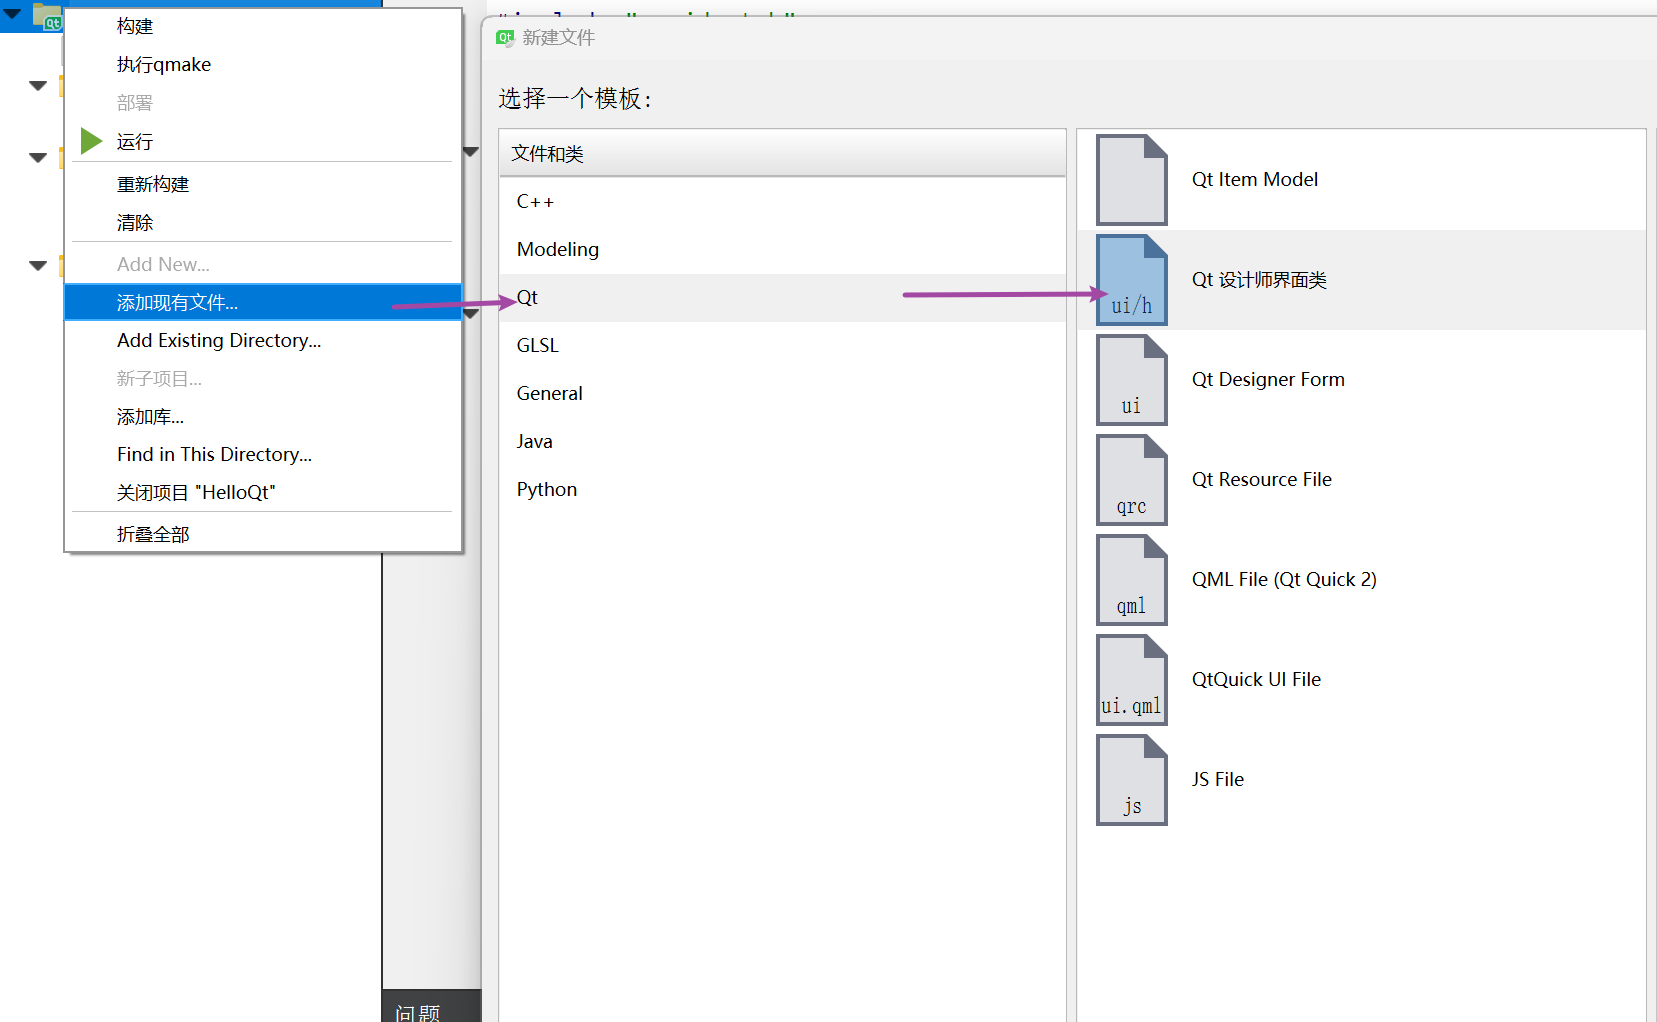 构建
执行qmake
部署
运行
重新构建
清除
Add New...
添加现有文件...
Add Existing Directory...
新子项目...
添加库...
Find in This Directory...
关闭项目 "HelloQt"
折叠全部
问题
Qt 新建文件
选择一个模板:
文件和类
C++
Modeling
Qt
GLSL
General
Java
Python
Qt Item Model
ui/h Qt 设计师界面类
ui Qt Designer Form
qrc Qt Resource File
qml QML File (Qt Quick 2)
ui.qml QtQuick UI File
js JS File